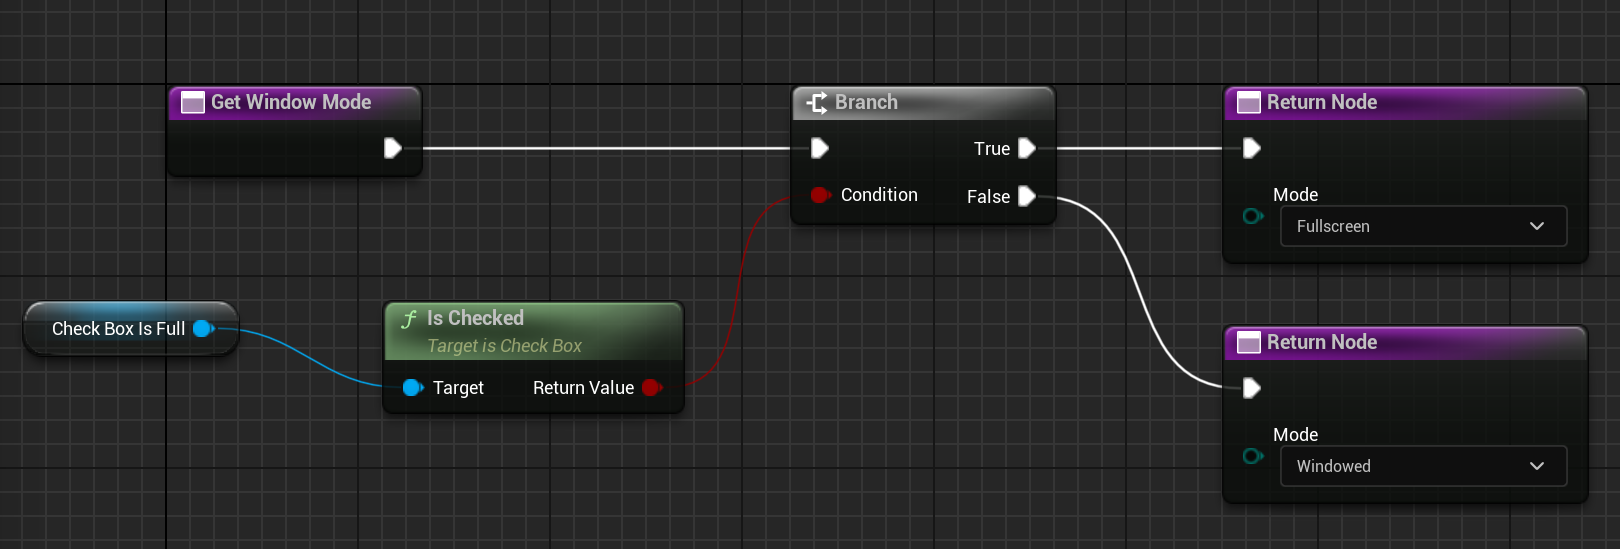 Get Window Mode
Branch
True
Condition
False
Return Node
Mode
Fullscreen
Check Box Is Full
f Is Checked
Target is Check Box
Target
Return Value
Return Node
Mode
Windowed